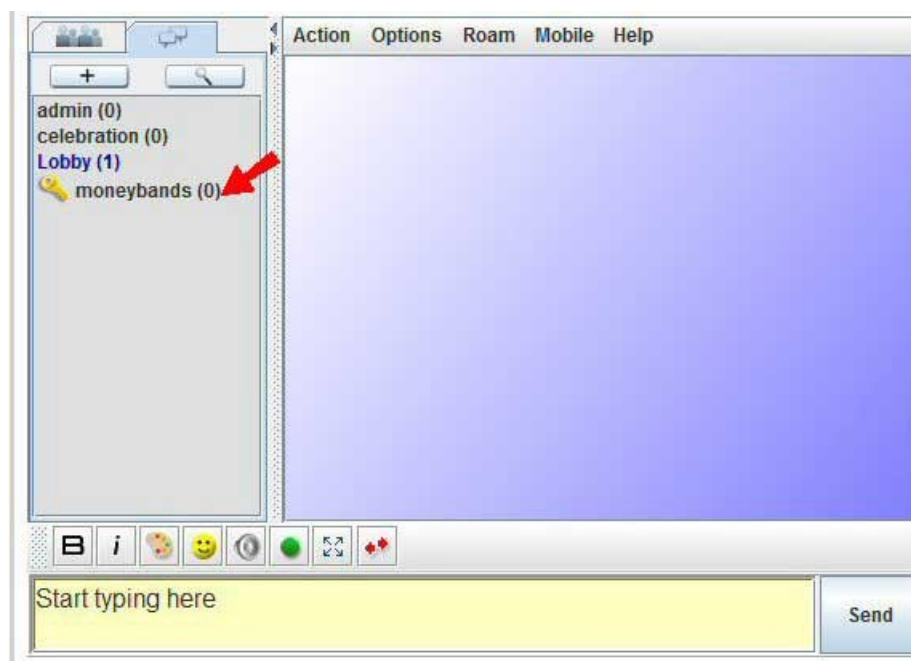 Action Options Roam Mobile Help
+
admin (0)
celebration (0)
Lobby (1)
moneybands (0)
B i
Start typing here
Send